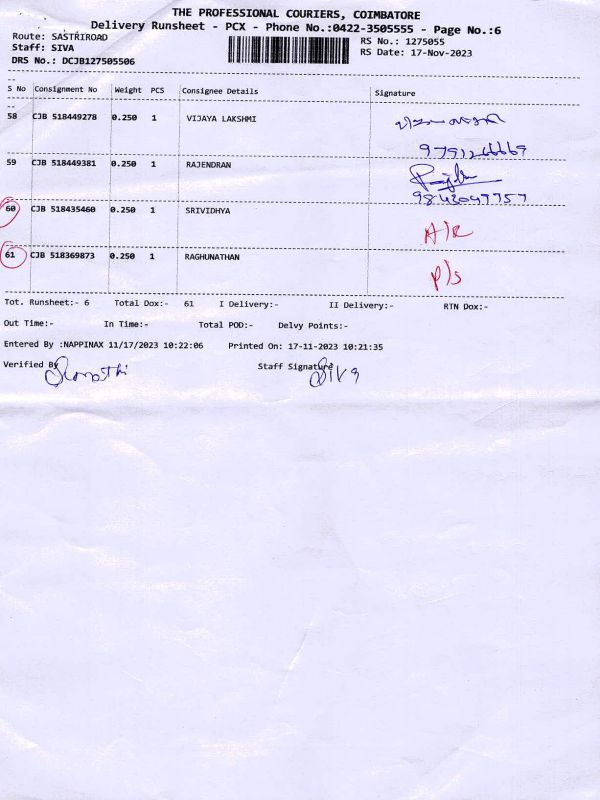 THE PROFESSIONAL COURIERS, COIMBATORE
Delivery Runsheet - PCX - Phone No.:0422-3505555 - Page No.:6
Route: SASTRIROAD
Staff: SIVA
DRS No.: DCJB127505506
RS No.: 1275055
RS Date: 17-Nov-2023
S No Consignment No Weight PCS Consignee Details Signature
58 CJB 518449278 0.250 1 VIJAYA LAKSHMI
9791266669
59 CJB 518449381 0.250 1 RAJENDRAN
9843047757
60 CJB 518435460 0.250 1 SRIVIDHYA A/R
61 CJB 518369873 0.250 1 RAGHUNATHAN P/S
Tot. Runsheet:- 6 Total Dox:- 61 I Delivery:- II Delivery:- RTN Dox:-
Out Time:- In Time:- Total POD:- Delvy Points:-
Entered By :NAPPINAX 11/17/2023 10:22:06 Printed On: 17-11-2023 10:21:35
Verified By Staff Signature
Siva